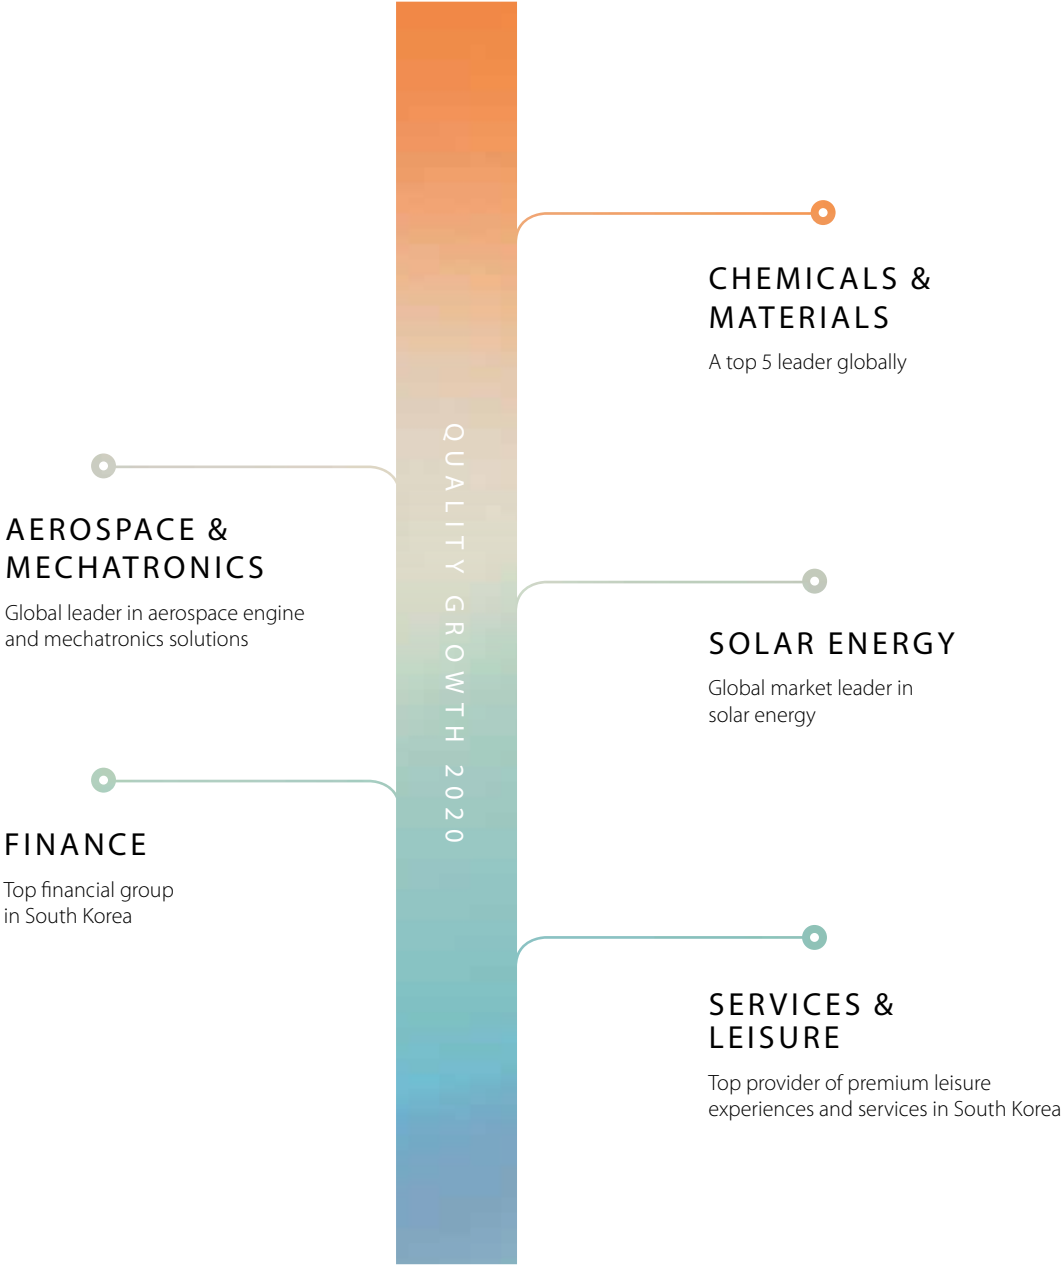 CHEMICALS &
MATERIALS
A top 5 leader globally
QUALITY GROWTH 2020
AEROSPACE &
MECHATRONICS
Global leader in aerospace engine
and mechatronics solutions
SOLAR ENERGY
Global market leader in
solar energy
FINANCE
Top financial group
in South Korea
SERVICES &
LEISURE
Top provider of premium leisure
experiences and services in South Korea